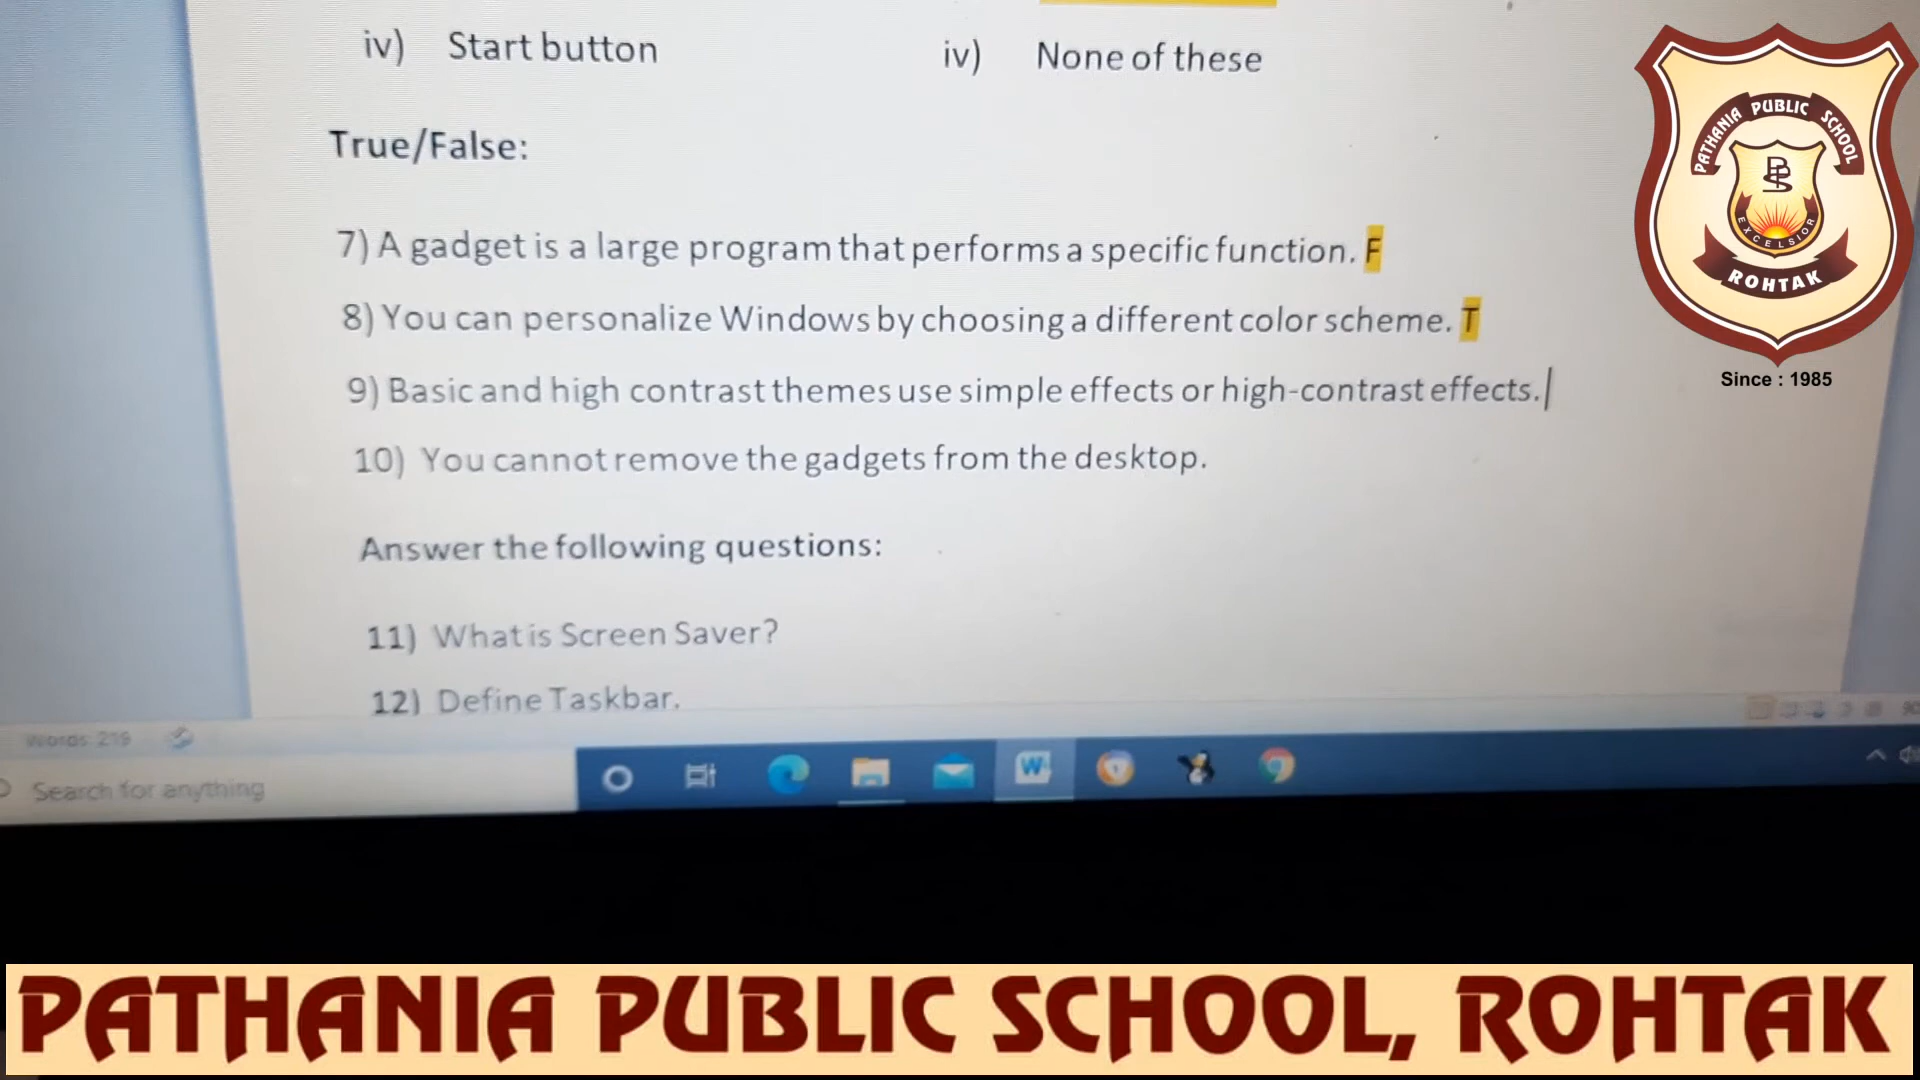 iv) Start button
iv) None of these
True/False:
7) A gadget is a large program that performs a specific function. F
8) You can personalize Windows by choosing a different color scheme. T
9) Basic and high contrast themes use simple effects or high-contrast effects.
10) You cannot remove the gadgets from the desktop.
Answer the following questions:
11) What is Screen Saver?
12) Define Taskbar.
Words: 219
Search for anything
PATHANIA PUBLIC SCHOOL
EXCELSIOR
ROHTAK
Since : 1985
PATHANIA PUBLIC SCHOOL, ROHTAK